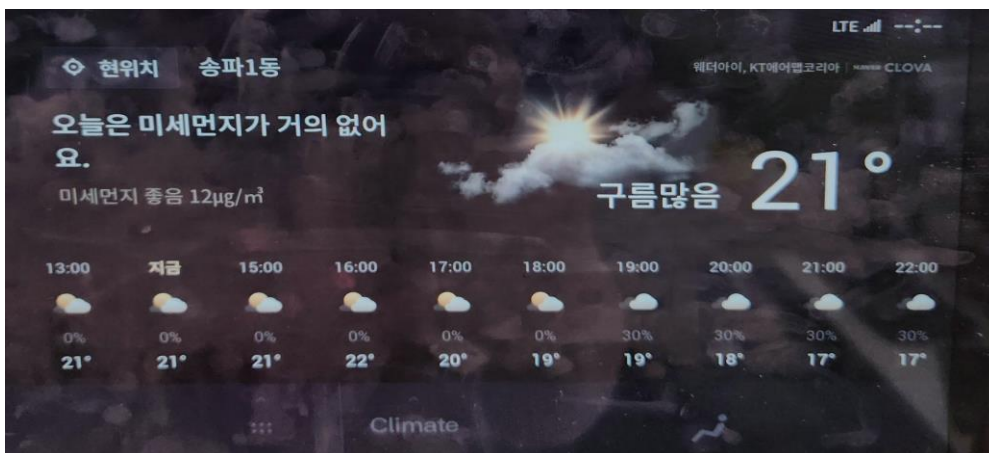 LTE --:--
현위치 송파1동
웨더아이, KT에어맵코리아 | NAVER CLOVA
오늘은 미세먼지가 거의 없어
요.
미세먼지 좋음 12μg/㎥
구름많음 21°
13:00 지금 15:00 16:00 17:00 18:00 19:00 20:00 21:00 22:00
0% 0% 0% 0% 0% 0% 30% 30% 30% 30%
21° 21° 21° 22° 20° 19° 19° 18° 17° 17°
Climate